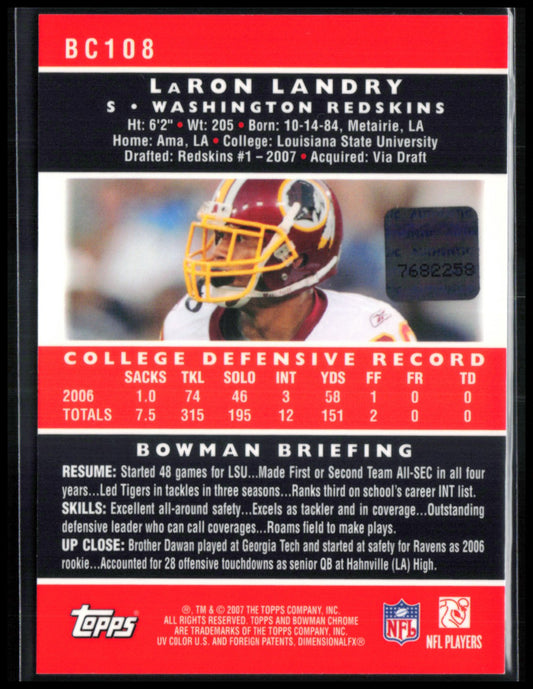 BC108
LARON LANDRY
S • WASHINGTON REDSKINS
Ht: 6'2" • Wt: 205 • Born: 10-14-84, Metairie, LA
Home: Ama, LA • College: Louisiana State University
Drafted: Redskins #1 – 2007 • Acquired: Via Draft
7682258
COLLEGE DEFENSIVE RECORD
SACKS TKL SOLO INT YDS FF FR TD
2006 1.0 74 46 3 58 1 0 0
TOTALS 7.5 315 195 12 151 2 0 0
BOWMAN BRIEFING
RESUME: Started 48 games for LSU...Made First or Second Team All-SEC in all four
years...Led Tigers in tackles in three seasons...Ranks third on school's career INT list.
SKILLS: Excellent all-around safety...Excels as tackler and in coverage...Outstanding
defensive leader who can call coverages...Roams field to make plays.
UP CLOSE: Brother Dawan played at Georgia Tech and started at safety for Ravens as 2006
rookie...Accounted for 28 offensive touchdowns as senior QB at Hahnville (LA) High.
®, TM & © 2007 THE TOPPS COMPANY, INC.
ALL RIGHTS RESERVED. TOPPS AND BOWMAN CHROME
ARE TRADEMARKS OF THE TOPPS COMPANY, INC.
UV COLOR U.S. AND FOREIGN PATENTS. DIMENSIONALFX®
topps
NFL
NFL PLAYERS